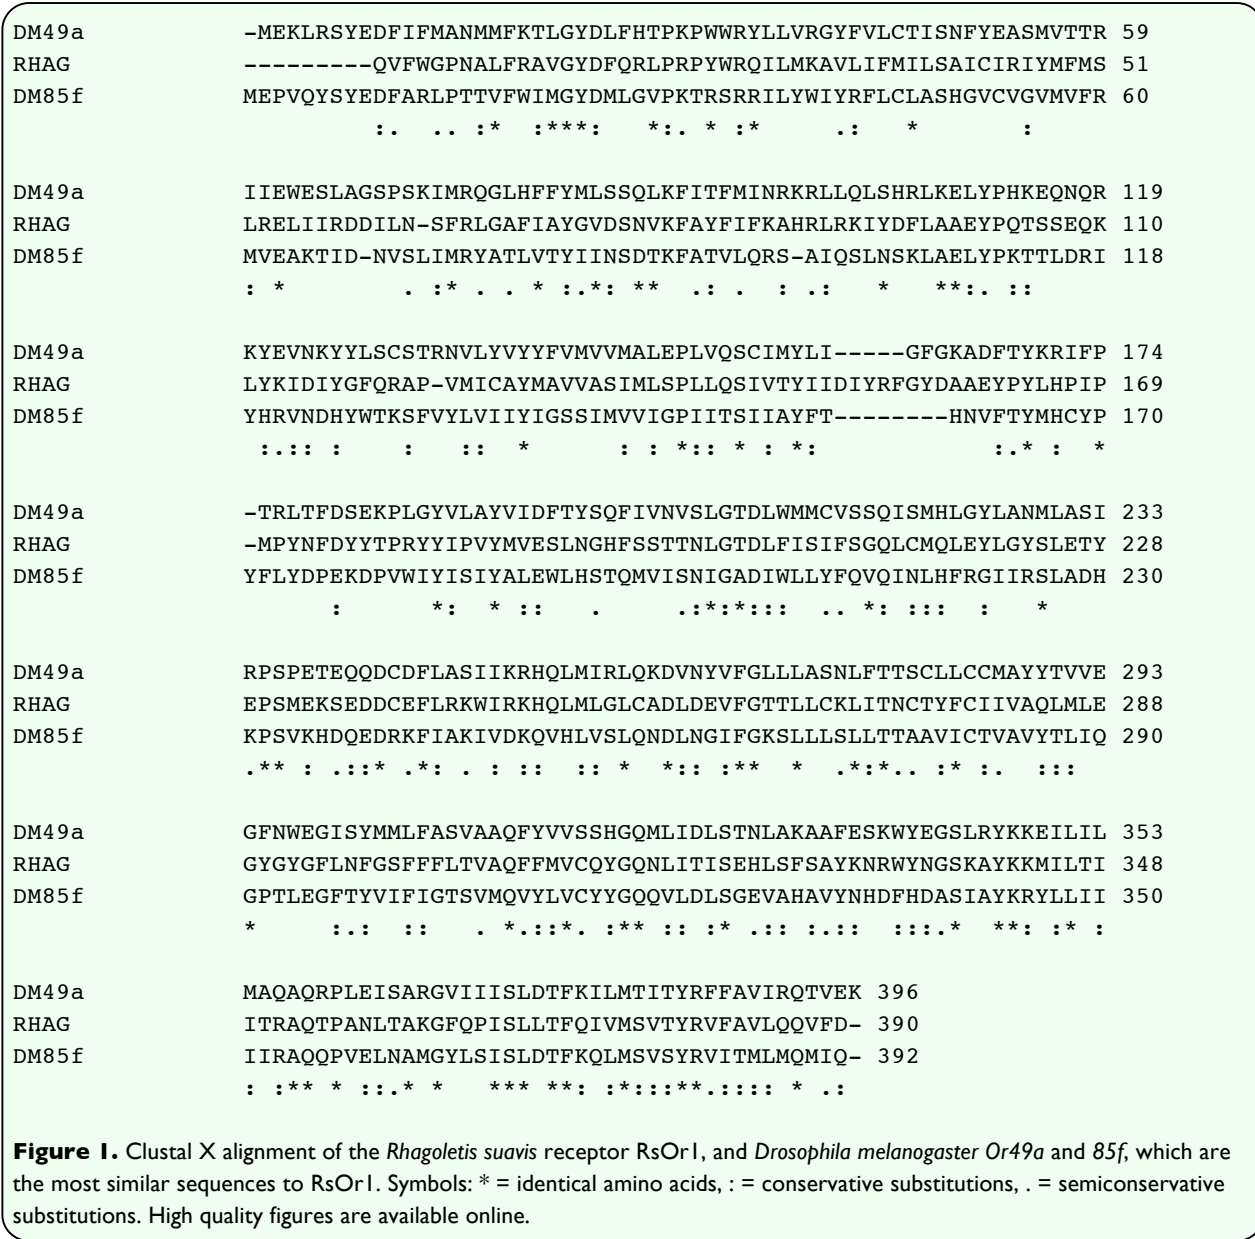 DM49a -MEKLRSYEDFIFMANMMFKTLGYDLFHTPKPWWRYLLVRGYFVLCTISNFYEASMVTTR 59
RHAG ---------QVFWGPNALFRAVGYDFQRLPRPYWRQILMKAVLIFMILSAICIRIYMFMS 51
DM85f MEPVQYSYEDFARLPTTVFWIMGYDMLGVPKTRSRRILYWIYRFLCLASHGVCVGVMVFR 60
:. .. :* :***: *:. * :* .: * :
DM49a IIEWESLAGSPSKIMRQGLHFFYMLSSQLKFITFMINRKRLLQLSHRLKELYPHKEQNQR 119
RHAG LRELIIRDDILN-SFRLGAFIAYGVDSNVKFAYFIFKAHRLRKIYDFLAAEYPQTSSEQK 110
DM85f MVEAKTID-NVSLIMRYATLVTYIINSDTKFATVLQRS-AIQSLNSKLAELYPKTTLDRI 118
: * . :* . . * :.*: ** .: . : .: * **:. ::
DM49a KYEVNKYYLSCSTRNVLYVYYFVMVVMALEPLVQSCIMYLI-----GFGKADFTYKRIFP 174
RHAG LYKIDIYGFQRAP-VMICAYMAVVASIMLSPLLQSIVTYIIDIYRFGYDAAEYPYLHPIP 169
DM85f YHRVNDHYWTKSFVYLVIIYIGSSIMVVIGPIITSIIAYFT--------HNVFTYMHCYP 170
:.:: : : :: * : : *:: * : *: :.* : *
DM49a -TRLTFDSEKPLGYVLAYVIDFTYSQFIVNVSLGTDLWMMCVSSQISMHLGYLANMLASI 233
RHAG -MPYNFDYYTPRYYIPVYMVESLNGHFSSTTNLGTDLFISIFSGQLCMQLEYLGYSLETY 228
DM85f YFLYDPEKDPVWIYISIYALEWLHSTQMVISNIGADIWLLYFQVQINLHFRGIIRSLADH 230
: *: * :: . .:*:*::: .. *: ::: : *
DM49a RPSPETEQQDCDFLASIIKRHQLMIRLQKDVNYVFGLLLASNLFTTSCLLCCMAYYTVVE 293
RHAG EPSMEKSEDDCEFLRKWIRKHQLMLGLCADLDEVFGTTLLCKLITNCTYFCIIVAQLMLE 288
DM85f KPSVKHDQEDRKFIAKIVDKQVHLVSLQNDLNGIFGKSLLLSLLTTAAVICTVAVYTLIQ 290
.** : .::* .*: . : :: :: * *:: :** * .*:*.. :* :. :::
DM49a GFNWEGISYMMLFASVAAQFYVVSSHGQMLIDLSTNLAKAAFESKWYEGSLRYKKEILIL 353
RHAG GYGYGFLNFGSFFFLTVAQFFMVCQYGQNLITISEHLSFSAYKNRWYNGSKAYKKMILTI 348
DM85f GPTLEGFTYVIFIGTSVMQVYLVCYYGQQVLDLSGEVAHAVYNHDFHDASIAYKRYLLII 350
* :.: :: . *.::*. :** :: :* .:: :.:: :::.* **: :* :
DM49a MAQAQRPLEISARGVIIISLDTFKILMTITYRFFAVIRQTVEK 396
RHAG ITRAQTPANLTAKGFQPISLLTFQIVMSVTYRVFAVLQQVFD- 390
DM85f IIRAQQPVELNAMGYLSISLDTFKQLMSVSYRVITMLMQMIQ- 392
: :** * ::.* * *** **: :*:::**.:::: * .:
Figure 1. Clustal X alignment of the Rhagoletis suavis receptor RsOr1, and Drosophila melanogaster Or49a and 85f, which are
the most similar sequences to RsOr1. Symbols: * = identical amino acids, : = conservative substitutions, . = semiconservative
substitutions. High quality figures are available online.